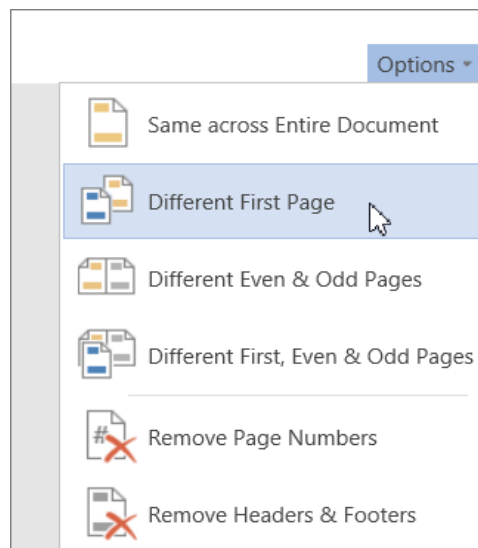 Options
Same across Entire Document
Different First Page
Different Even & Odd Pages
Different First, Even & Odd Pages
# Remove Page Numbers
Remove Headers & Footers